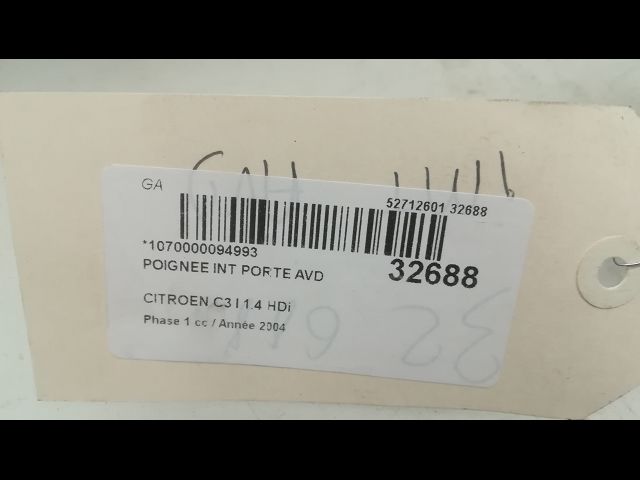 GA
52712601 32688
*1070000094993
POIGNEE INT PORTE AVD
32688
CITROEN C3 I 1.4 HDi
Phase 1 cc / Année 2004